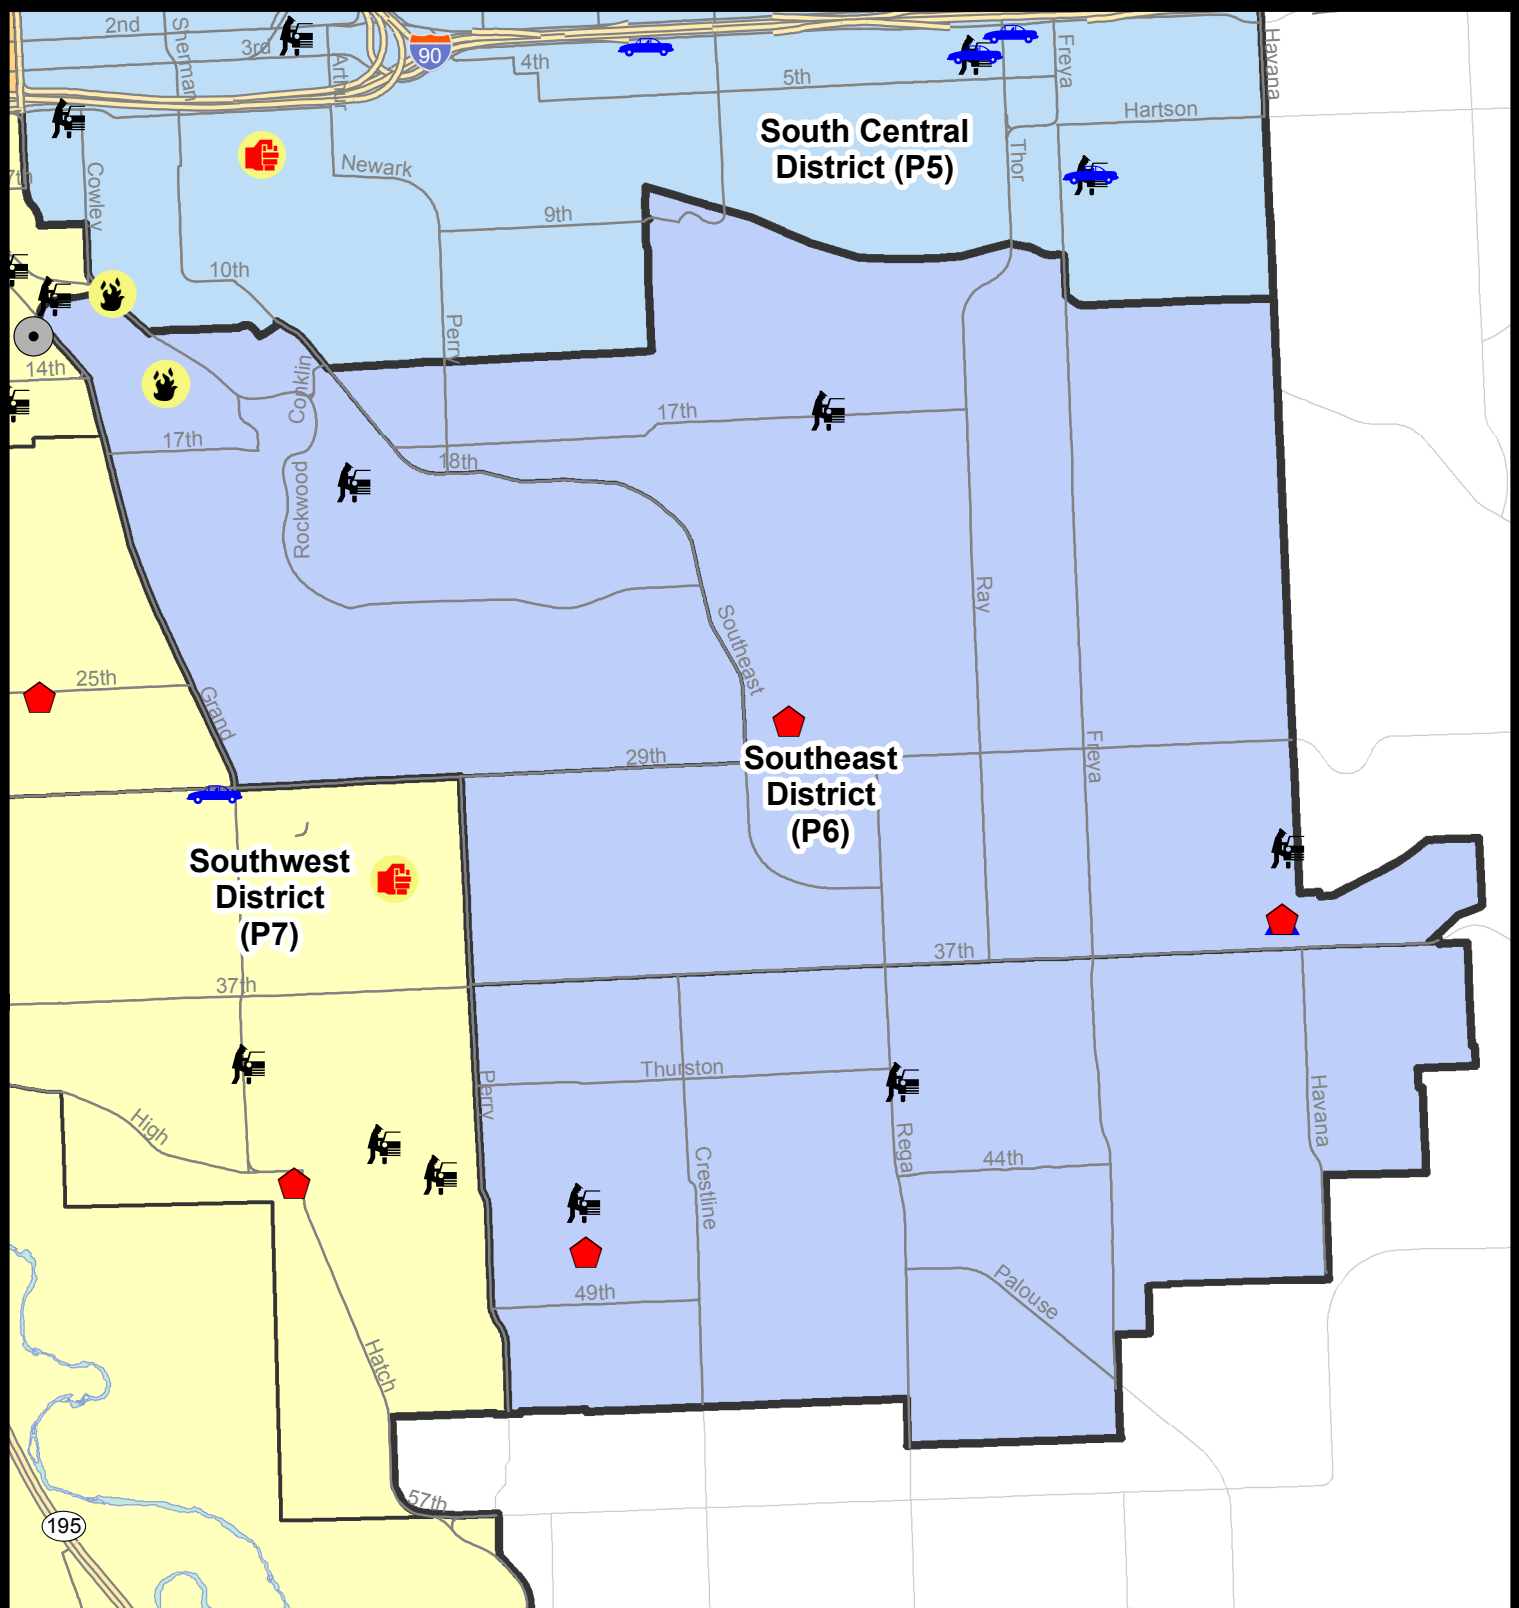 2nd
Sherman
3rd
Arthur
90
4th
5th
Freya
Havana
Hartson
South Central
District (P5)
Thor
7th
Cowley
Newark
9th
10th
Perry
14th
Conklin
17th
17th
18th
Rockwood
Ray
Southeast
25th
Grand
29th
Freya
Southeast
District
(P6)
Southwest
District
(P7)
37th
37th
Thurston
Perry
High
Rega
Havana
Crestline
44th
49th
Palouse
Hatch
57th
195